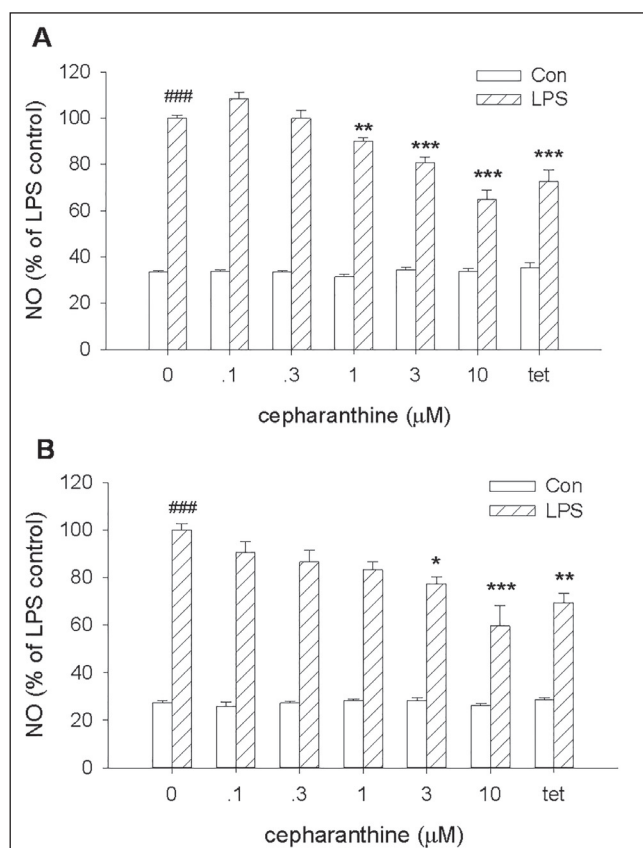 A
120
100
80
60
40
20
0
NO (% of LPS control)
Con
LPS
###
**
***
***
***
0 .1 .3 1 3 10 tet
cepharanthine (μM)
B
120
100
80
60
40
20
0
NO (% of LPS control)
Con
LPS
###
*
***
**
0 .1 .3 1 3 10 tet
cepharanthine (μM)